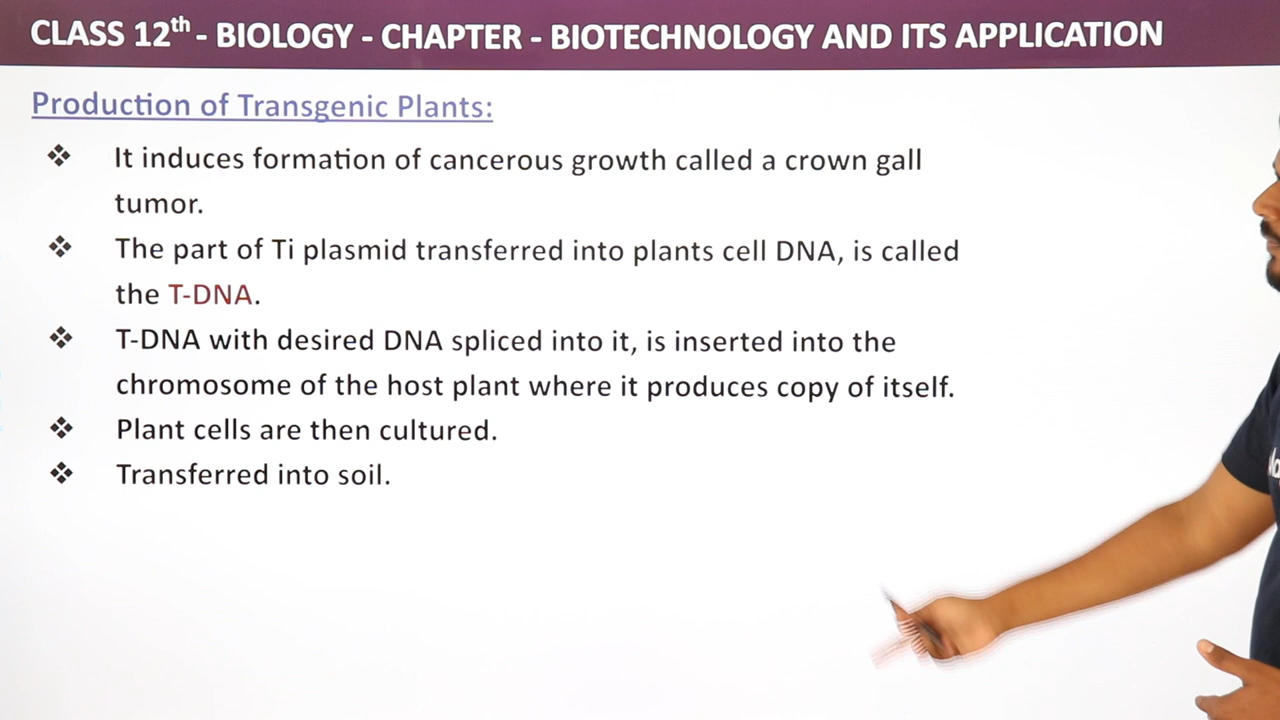 CLASS 12th - BIOLOGY - CHAPTER - BIOTECHNOLOGY AND ITS APPLICATION
Production of Transgenic Plants:
❖ It induces formation of cancerous growth called a crown gall
tumor.
❖ The part of Ti plasmid transferred into plants cell DNA, is called
the T-DNA.
❖ T-DNA with desired DNA spliced into it, is inserted into the
chromosome of the host plant where it produces copy of itself.
❖ Plant cells are then cultured.
❖ Transferred into soil.